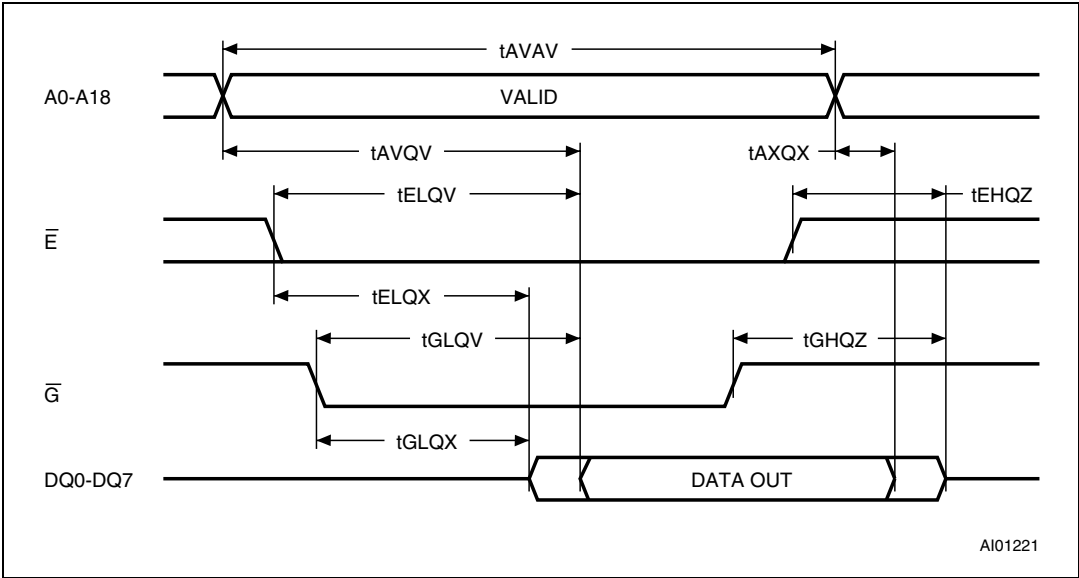 tAVAV
A0-A18
VALID
tAVQV
tAXQX
tELQV
tEHQZ
E̅
tELQX
tGLQV
tGHQZ
G̅
tGLQX
DQ0-DQ7
DATA OUT
AI01221